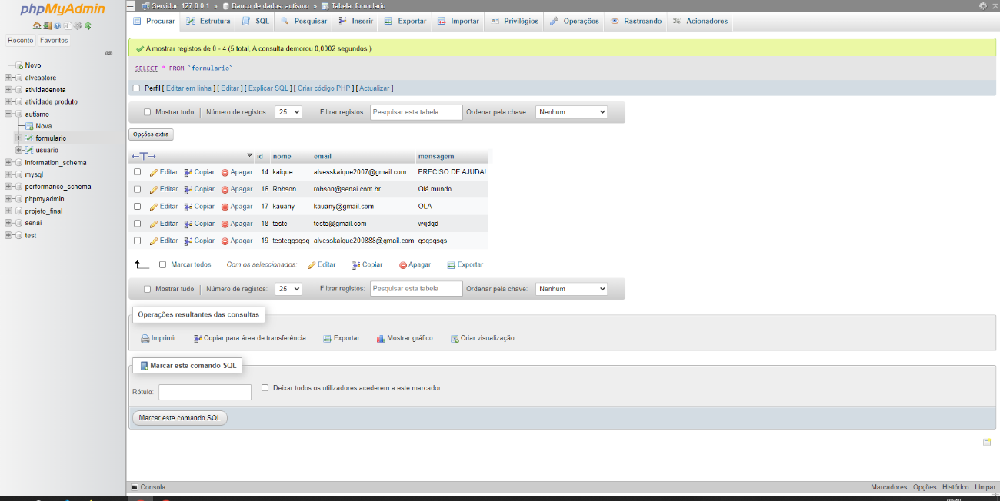 phpMyAdmin
Recente Favoritos
Novo
alvesstore
atividadenota
atividade produto
autismo
Nova
formulario
usuario
information_schema
mysql
performance_schema
phpmyadmin
projeto_final
senai
test
Servidor: 127.0.0.1 » Banco de dados: autismo » Tabela: formulario
Procurar Estrutura SQL Pesquisar Inserir Exportar Importar Privilégios Operações Rastreando Acionadores
A mostrar registos de 0 - 4 (5 total, A consulta demorou 0,0002 segundos.)
SELECT * FROM `formulario`
Perfil [ Editar em linha ] [ Editar ] [ Explicar SQL ] [ Criar código PHP ] [ Actualizar ]
Mostrar tudo | Número de registos: 25 Filtrar registos: Pesquisar esta tabela Ordenar pela chave: Nenhum
Opções extra
←T→ id nome email mensagem
Editar Copiar Apagar 14 kaique alvesskaique2007@gmail.com PRECISO DE AJUDA!
Editar Copiar Apagar 16 Robson robson@senai.com.br Olá mundo
Editar Copiar Apagar 17 kauany kauany@gmail.com OLA
Editar Copiar Apagar 18 teste teste@gmail.com wqdqd
Editar Copiar Apagar 19 testeqqsqsq alvesskaique200888@gmail.com qsqsqsqs
Marcar todos Com os seleccionados: Editar Copiar Apagar Exportar
Mostrar tudo | Número de registos: 25 Filtrar registos: Pesquisar esta tabela Ordenar pela chave: Nenhum
Operações resultantes das consultas
Imprimir Copiar para área de transferência Exportar Mostrar gráfico Criar visualização
Marcar este comando SQL
Rótulo: Deixar todos os utilizadores acederem a este marcador
Marcar este comando SQL
Consola Marcadores Opções Histórico Limpar